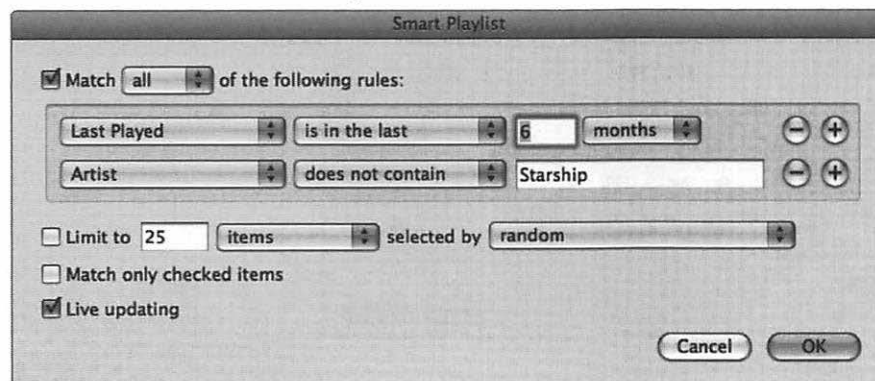 Smart Playlist
Match all of the following rules:
Last Played is in the last 6 months
Artist does not contain Starship
Limit to 25 items selected by random
Match only checked items
Live updating
Cancel OK